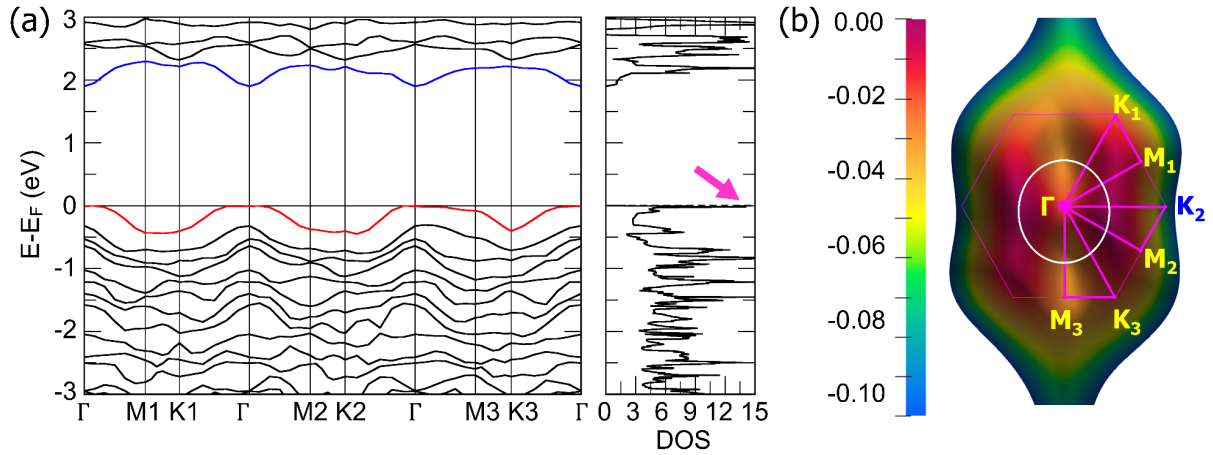 (a)
E-E_F (eV)
3
2
1
0
-1
-2
-3
Γ M1 K1 Γ M2 K2 Γ M3 K3 Γ
0 3 6 9 12 15
DOS
(b)
0.00
-0.02
-0.04
-0.06
-0.08
-0.10
K₁
M₁
Γ
K₂
M₂
M₃ K₃